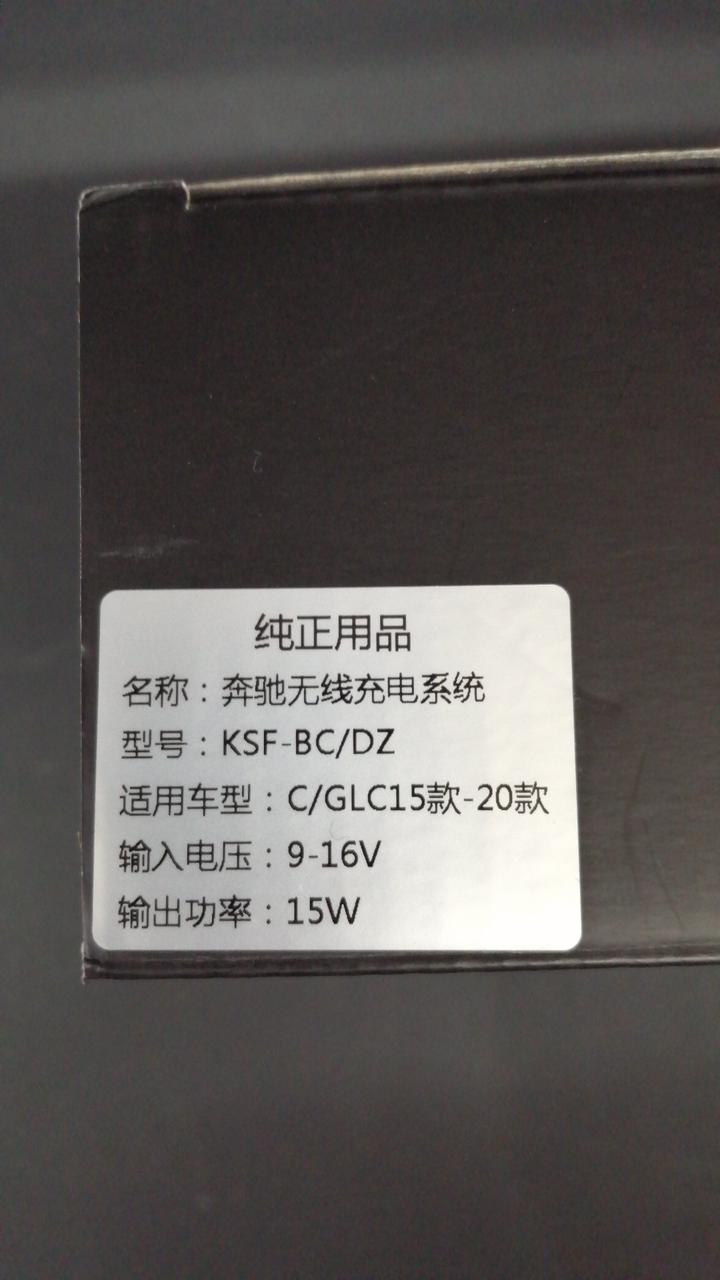 纯正用品
名称：奔驰无线充电系统
型号：KSF-BC/DZ
适用车型：C/GLC15款-20款
输入电压：9-16V
输出功率：15W